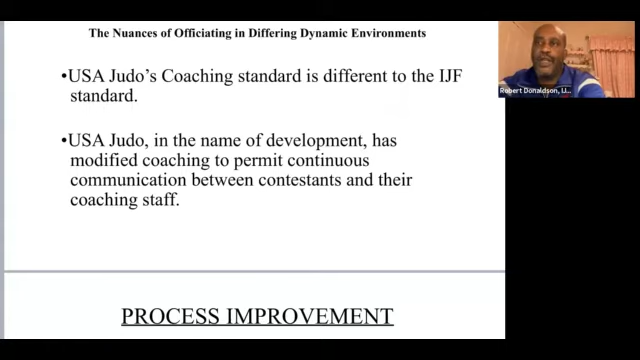 The Nuances of Officiating in Differing Dynamic Environments
•USA Judo’s Coaching standard is different to the IJF
standard.
•USA Judo, in the name of development, has
modified coaching to permit continuous
communication between contestants and their
coaching staff.
PROCESS IMPROVEMENT
Robert Donaldson, IJ...